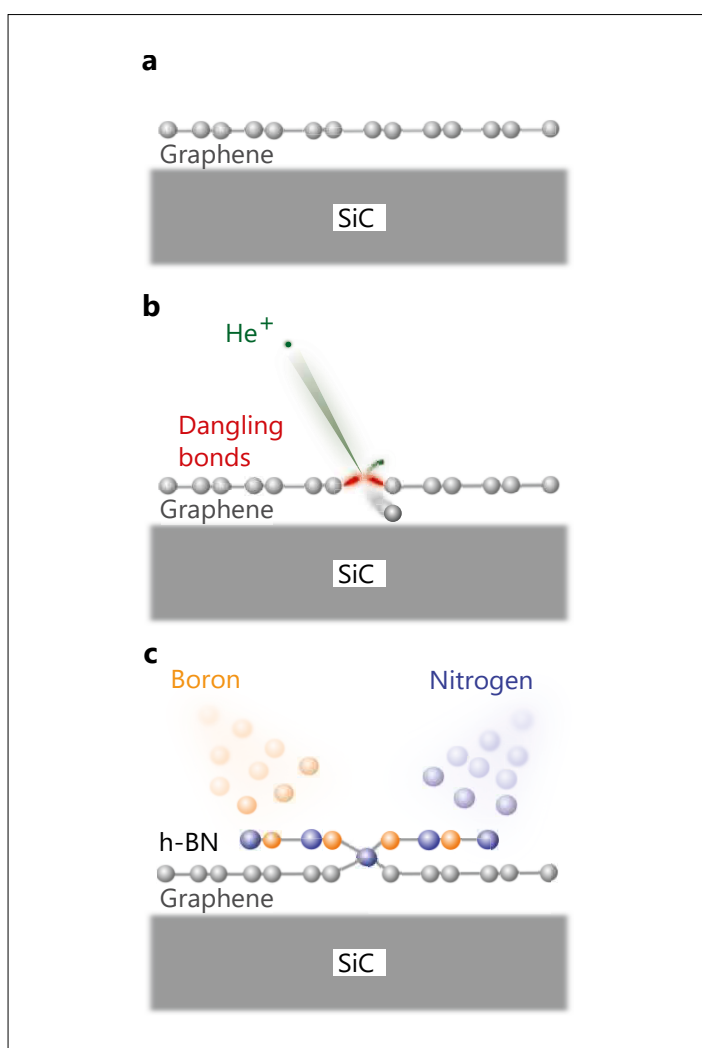 a
Graphene
SiC
b
He⁺
Dangling
bonds
Graphene
SiC
c
Boron
Nitrogen
h-BN
Graphene
SiC